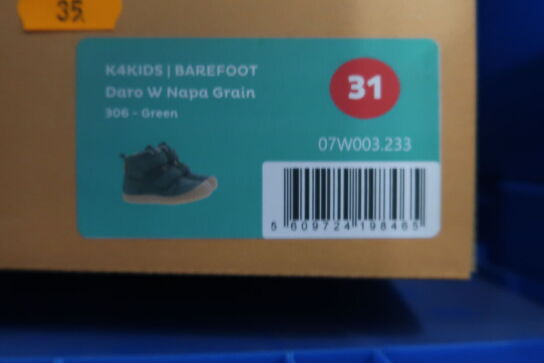 35
K4KIDS | BAREFOOT
Daro W Napa Grain
306 - Green
31
07W003.233
5 609724 198465